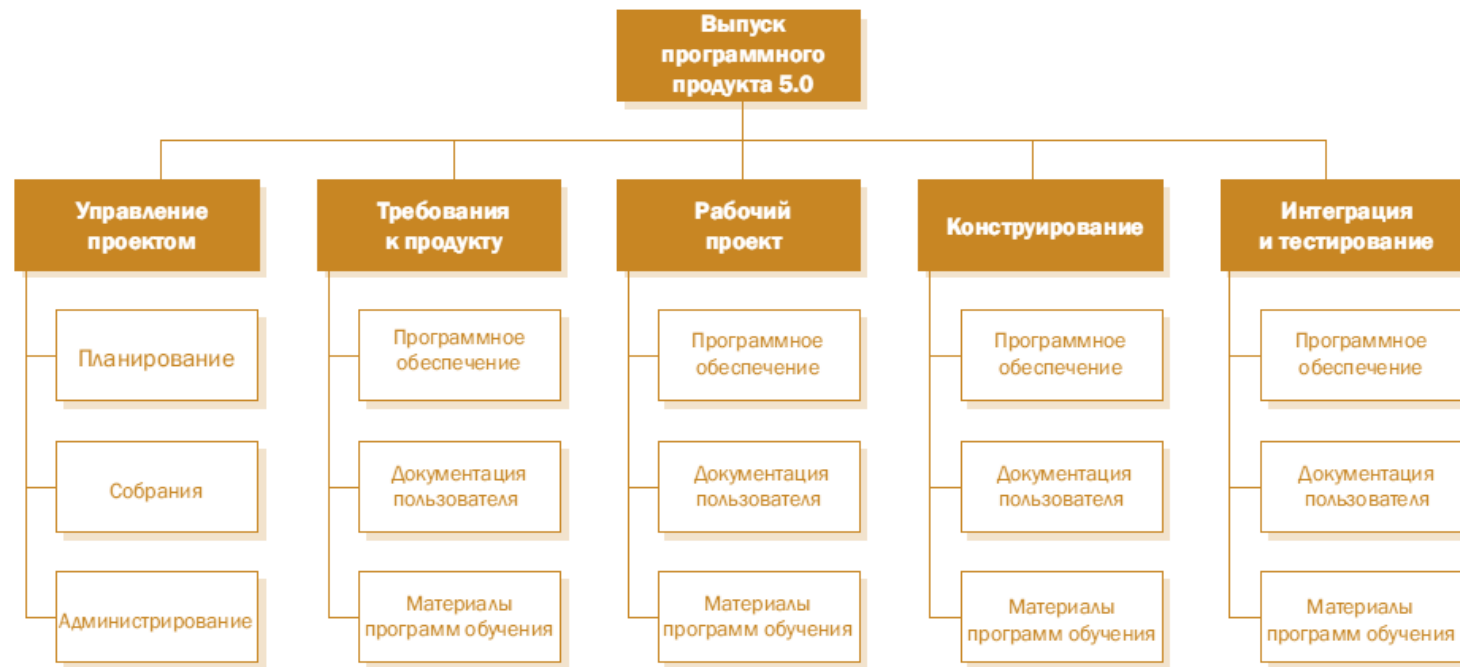 Выпуск
программного
продукта 5.0
Управление
проектом
Требования
к продукту
Рабочий
проект
Конструирование
Интеграция
и тестирование
Планирование
Программное
обеспечение
Программное
обеспечение
Программное
обеспечение
Программное
обеспечение
Собрания
Документация
пользователя
Документация
пользователя
Документация
пользователя
Документация
пользователя
Администрирование
Материалы
программ обучения
Материалы
программ обучения
Материалы
программ обучения
Материалы
программ обучения